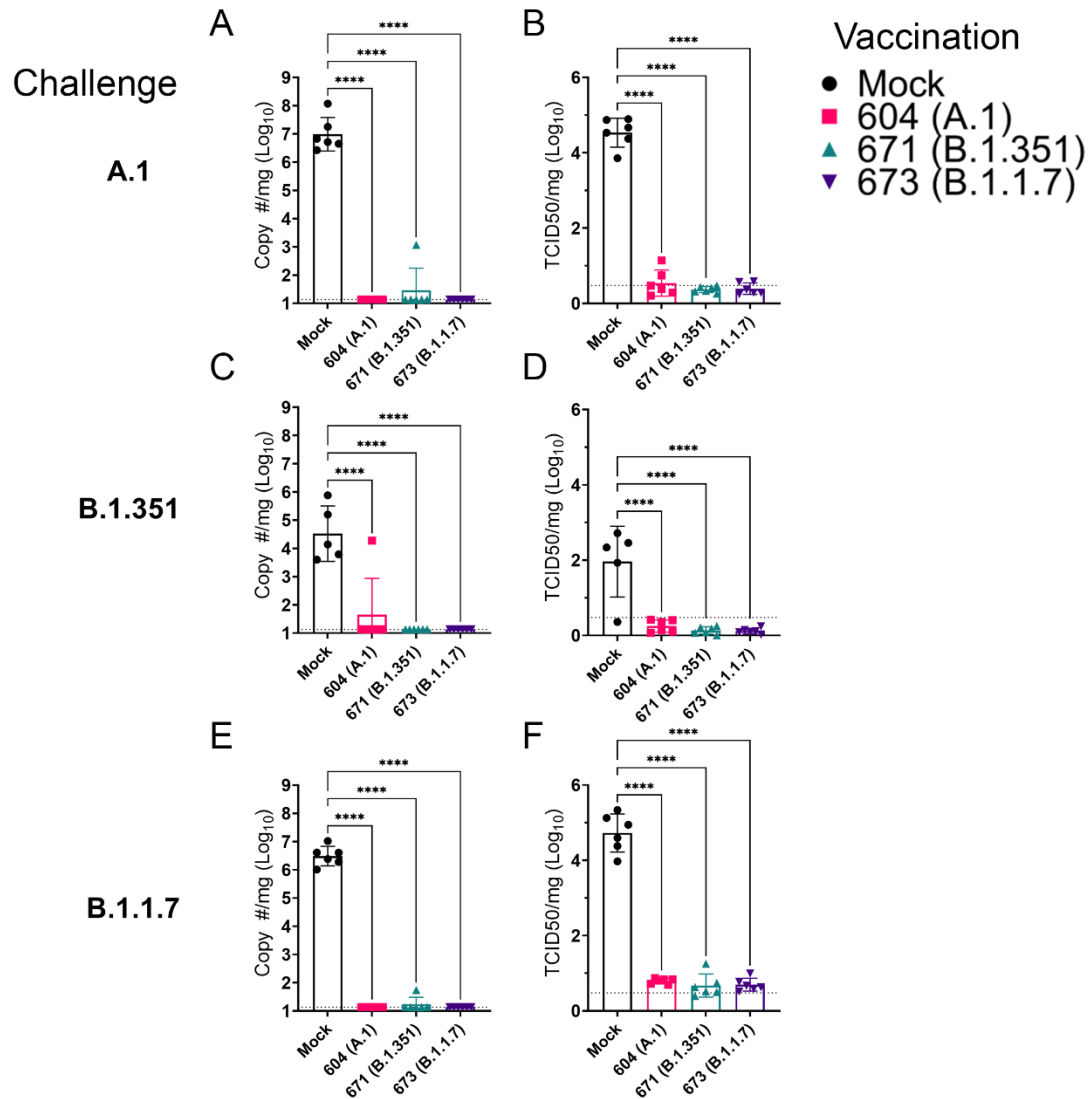 Challenge
Vaccination
Mock
604 (A.1)
671 (B.1.351)
673 (B.1.1.7)
A.1
A
****
****
****
Copy #/mg (Log10)
9
8
7
6
5
4
3
2
1
Mock
604 (A.1)
671 (B.1.351)
673 (B.1.1.7)
B
****
****
****
TCID50/mg (Log10)
6
4
2
0
Mock
604 (A.1)
671 (B.1.351)
673 (B.1.1.7)
B.1.351
C
****
****
****
Copy #/mg (Log10)
9
8
7
6
5
4
3
2
1
Mock
604 (A.1)
671 (B.1.351)
673 (B.1.1.7)
D
****
****
****
TCID50/mg (Log10)
6
4
2
0
Mock
604 (A.1)
671 (B.1.351)
673 (B.1.1.7)
B.1.1.7
E
****
****
****
Copy #/mg (Log10)
9
8
7
6
5
4
3
2
1
Mock
604 (A.1)
671 (B.1.351)
673 (B.1.1.7)
F
****
****
****
TCID50/mg (Log10)
6
4
2
0
Mock
604 (A.1)
671 (B.1.351)
673 (B.1.1.7)